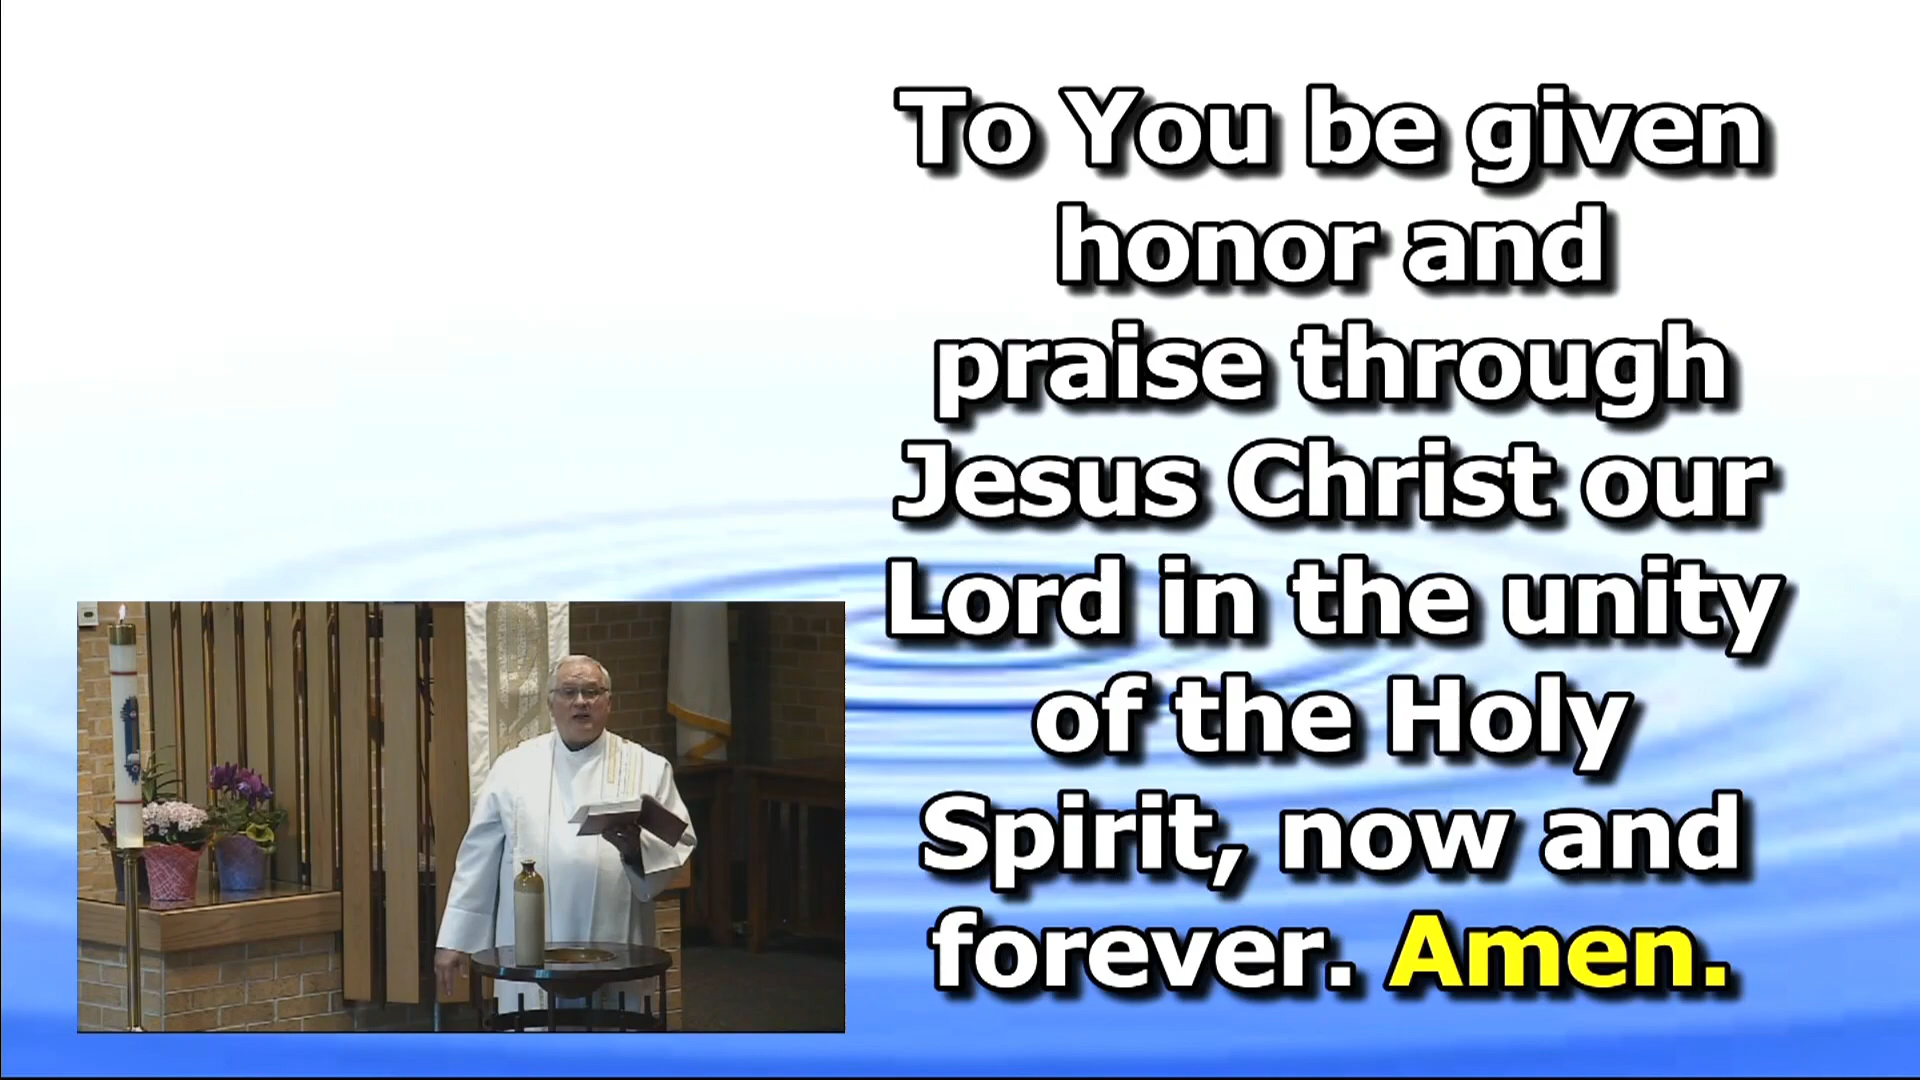 To You be given
honor and
praise through
Jesus Christ our
Lord in the unity
of the Holy
Spirit, now and
forever. Amen.